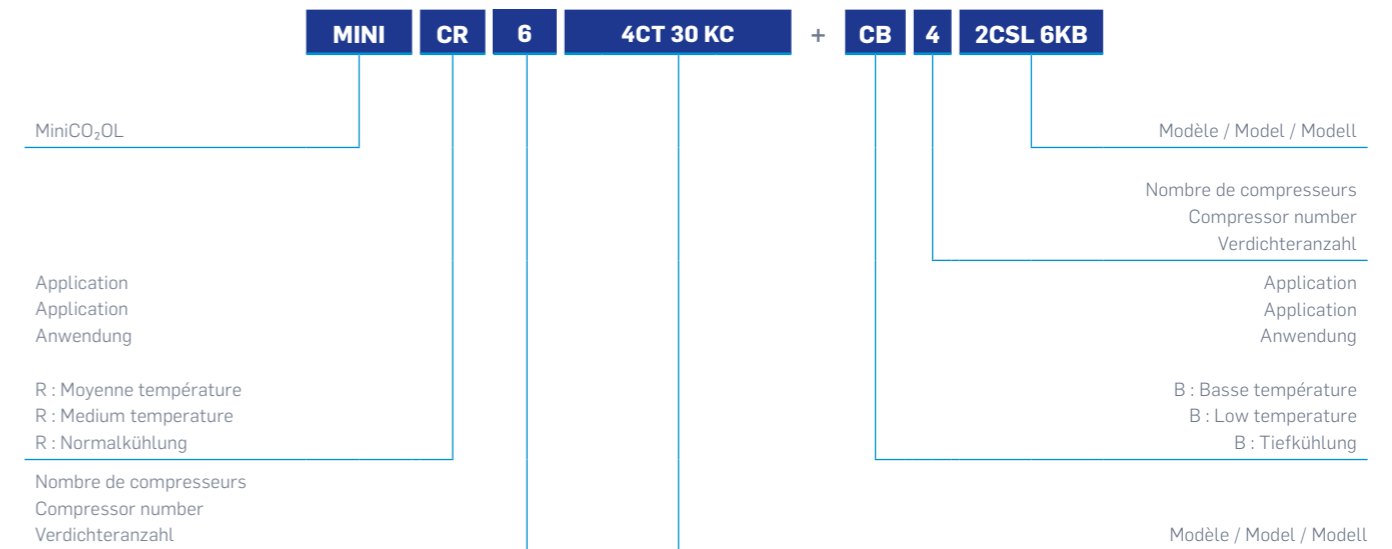 MINI CR 6 4CT 30 KC + CB 4 2CSL 6KB
MiniCO₂OL
Modèle / Model / Modell
Nombre de compresseurs
Compressor number
Verdichteranzahl
Application
Application
Anwendung
Application
Application
Anwendung
R : Moyenne température
R : Medium temperature
R : Normalkühlung
B : Basse température
B : Low temperature
B : Tiefkühlung
Nombre de compresseurs
Compressor number
Verdichteranzahl
Modèle / Model / Modell